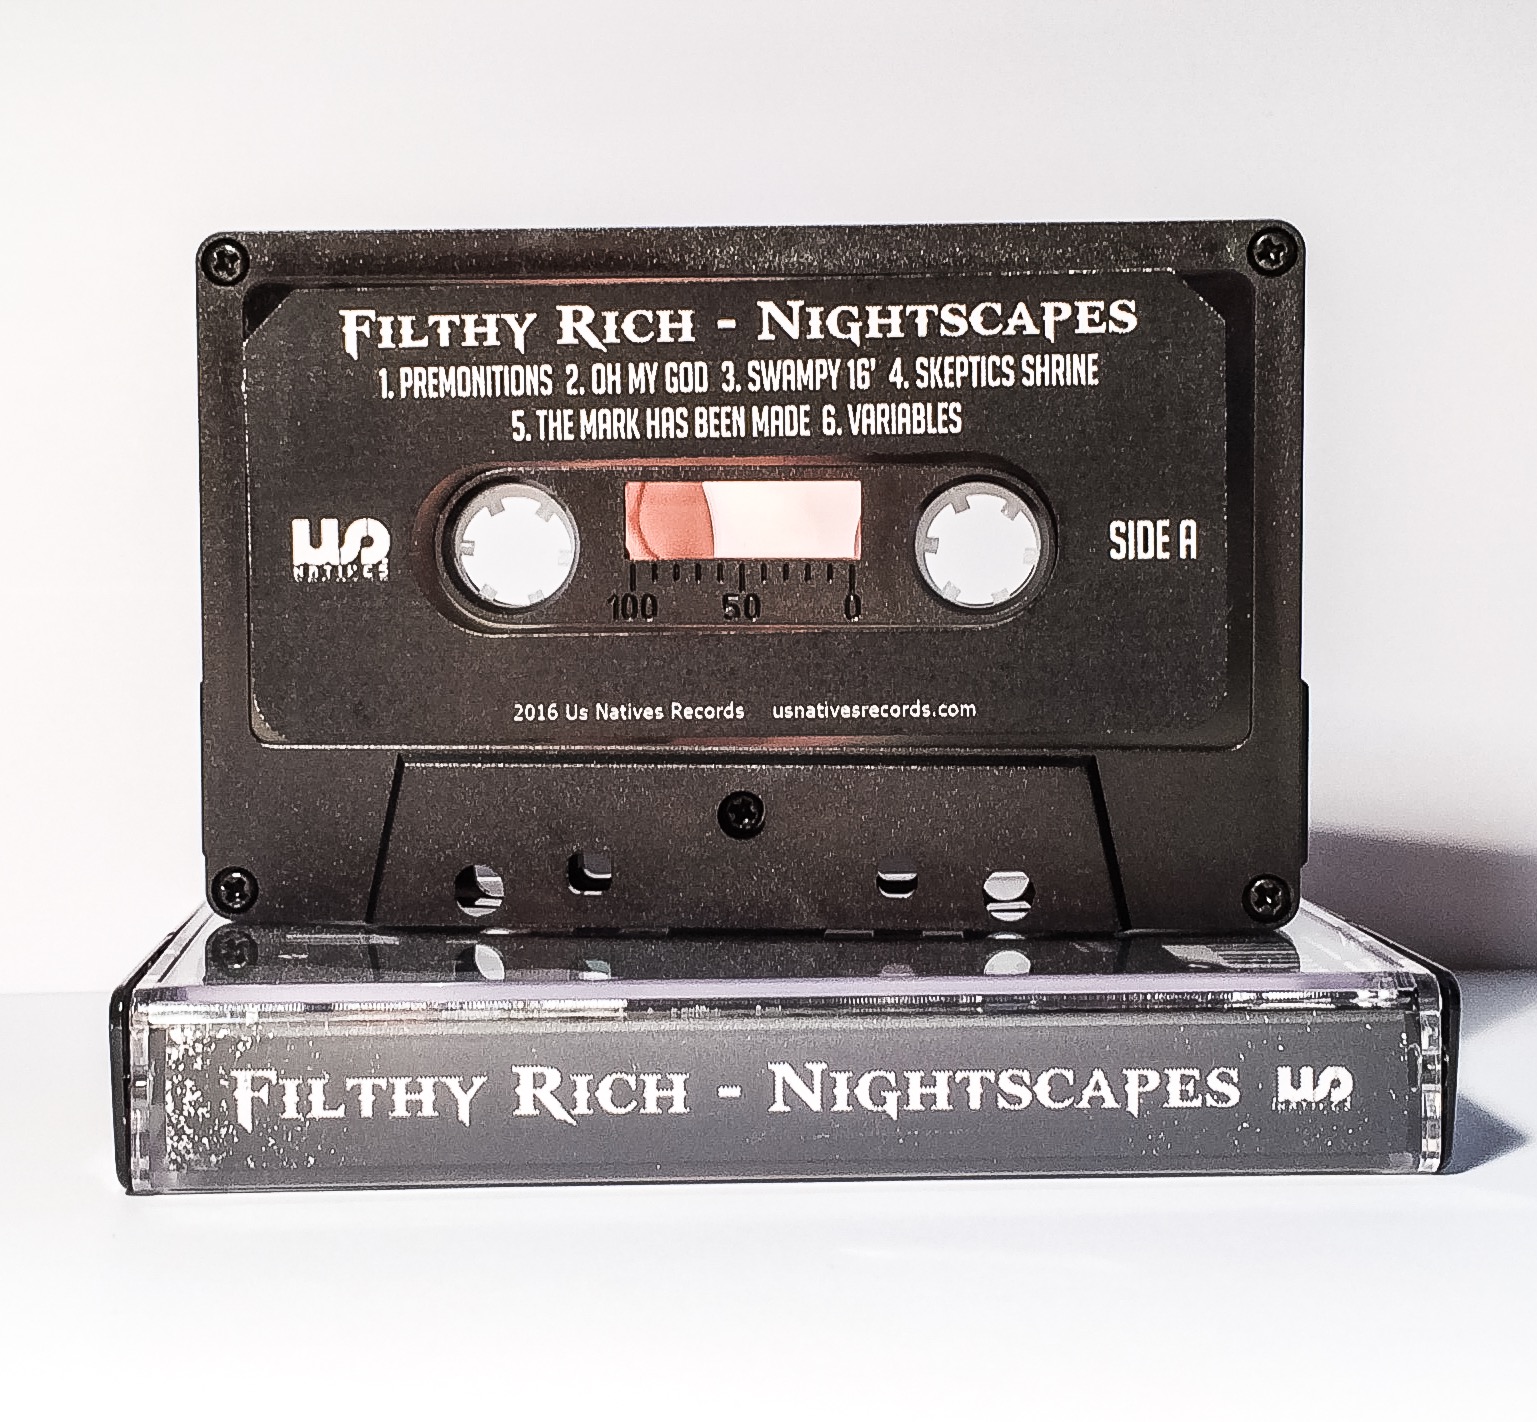 FILTHY RICH - NIGHTSCAPES
1. PREMONITIONS 2. OH MY GOD 3. SWAMPY 16' 4. SKEPTICS SHRINE
5. THE MARK HAS BEEN MADE 6. VARIABLES
US
NATIVES
SIDE A
100 50 0
2016 Us Natives Records usnativesrecords.com
FILTHY RICH - NIGHTSCAPES US
NATIVES